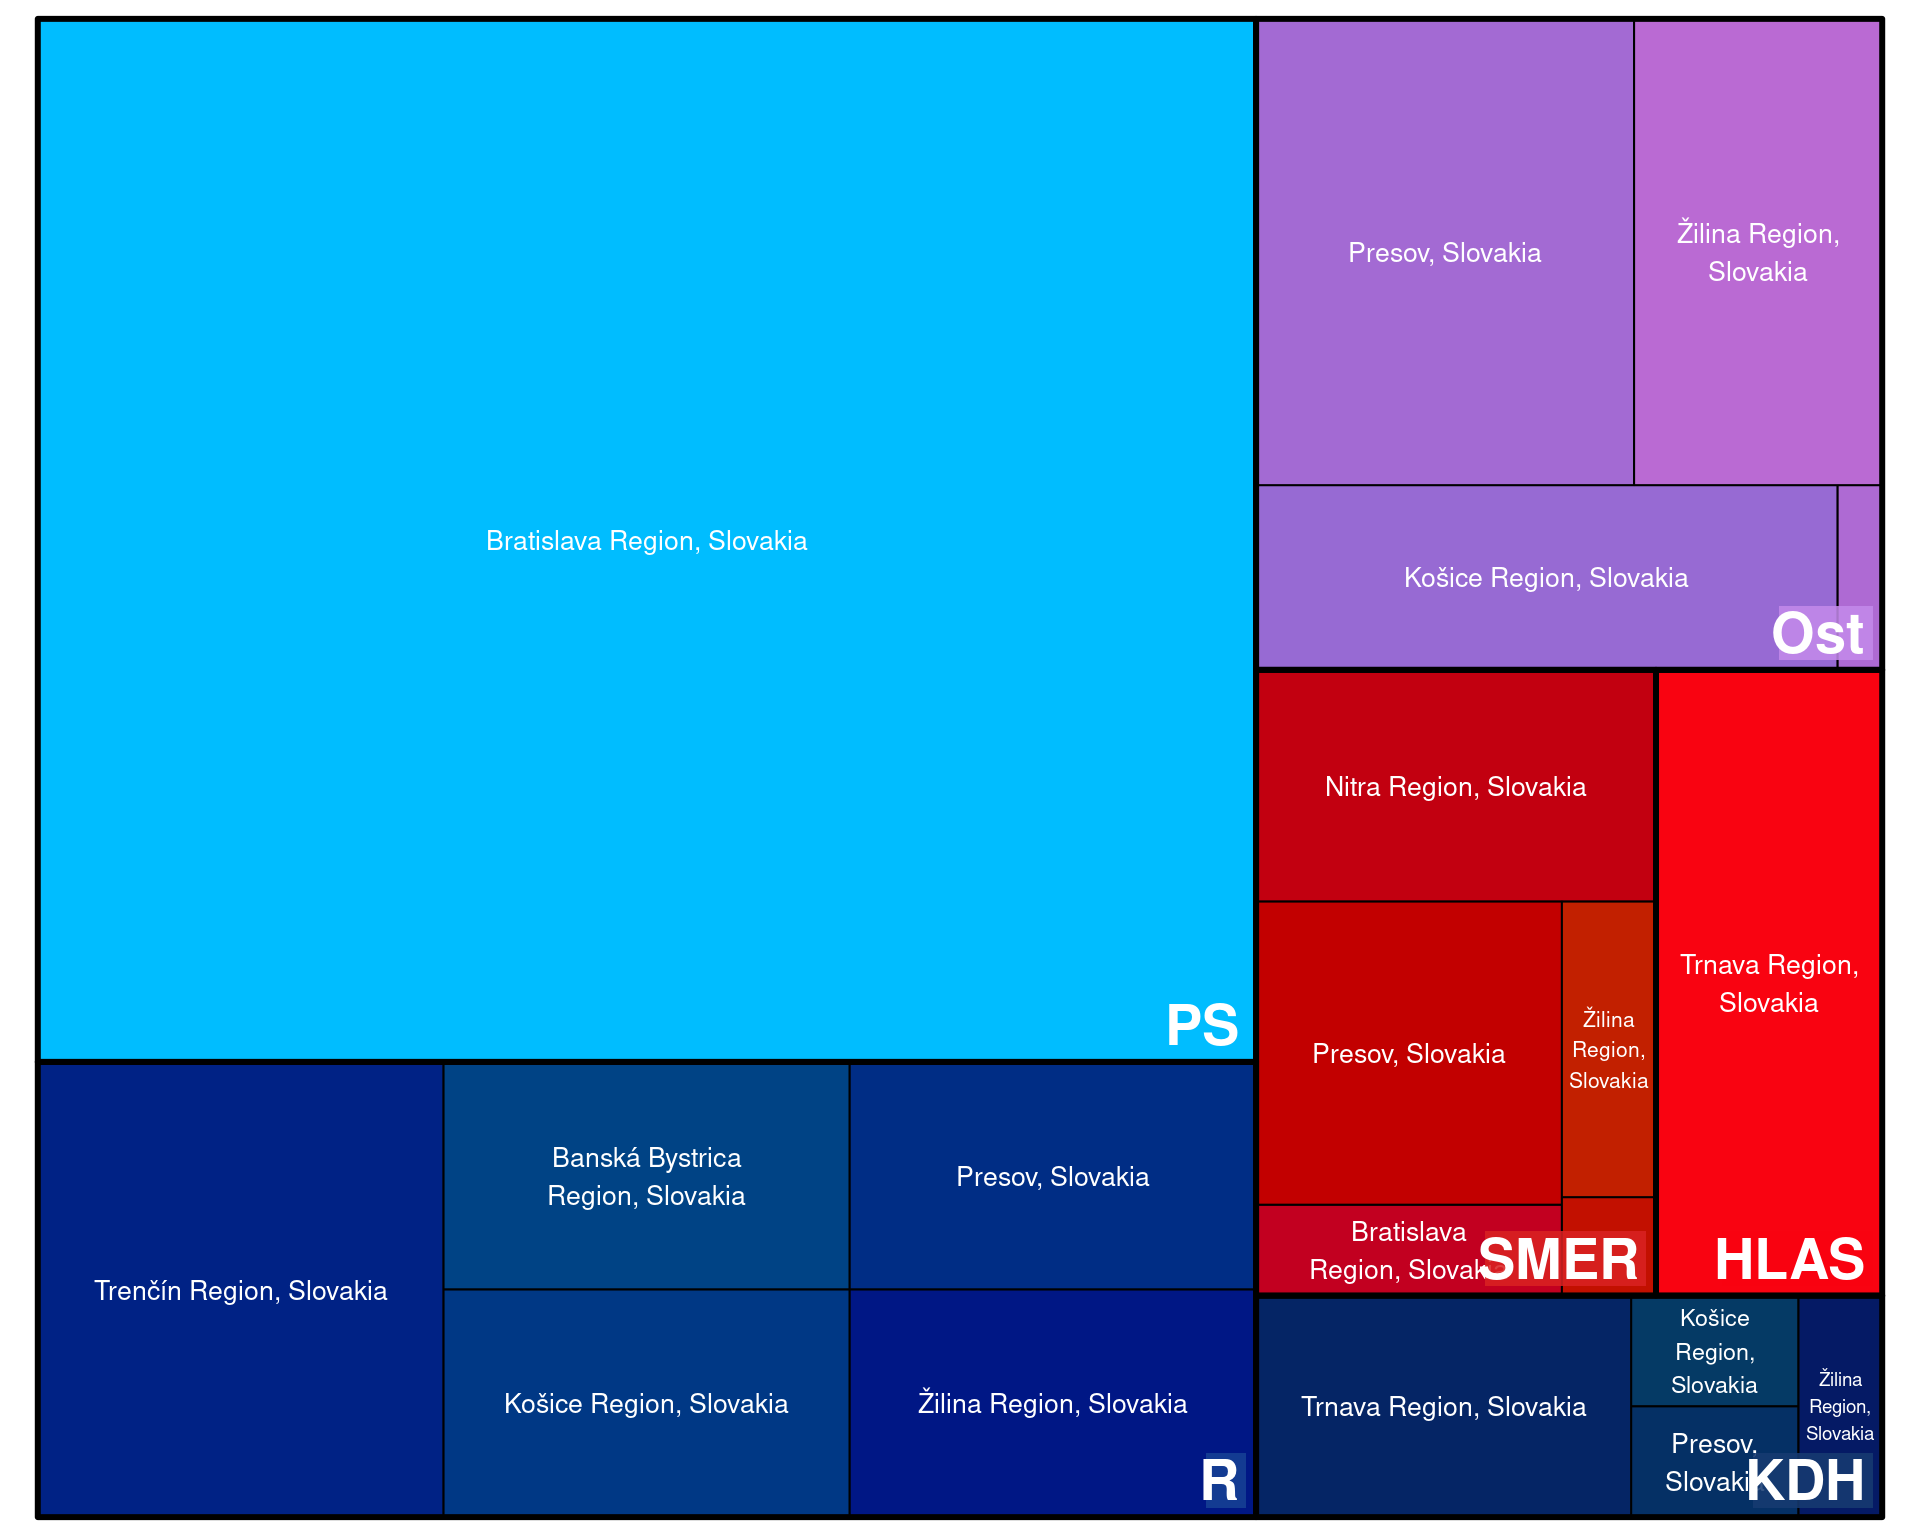 Bratislava Region, Slovakia
PS
Presov, Slovakia
Žilina Region,
Slovakia
Košice Region, Slovakia
Ost
Nitra Region, Slovakia
Presov, Slovakia
Žilina
Region,
Slovakia
Bratislava
Region,
SMER
Trnava Region,
Slovakia
HLAS
Trenčín Region, Slovakia
Banská Bystrica
Region, Slovakia
Presov, Slovakia
Košice Region, Slovakia
Žilina Region, Slovakia
R
Trnava Region, Slovakia
Košice
Region,
Slovakia
Presov,
Žilina
Region,
Slovakia
KDH